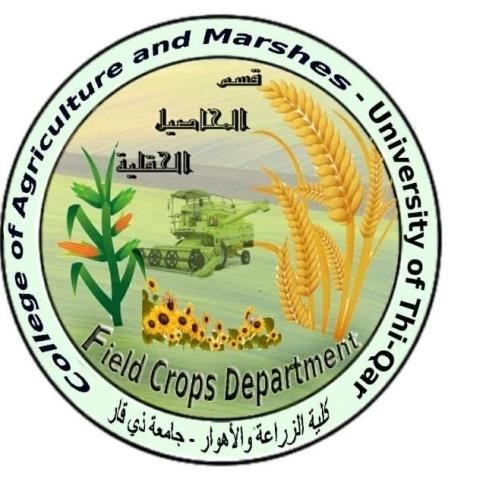 College of Agriculture and Marshes - University of Thi-Qar
قسم
المحاصيل
الحقلية
Field Crops Department
كلية الزراعة والأهوار - جامعة ذي قار